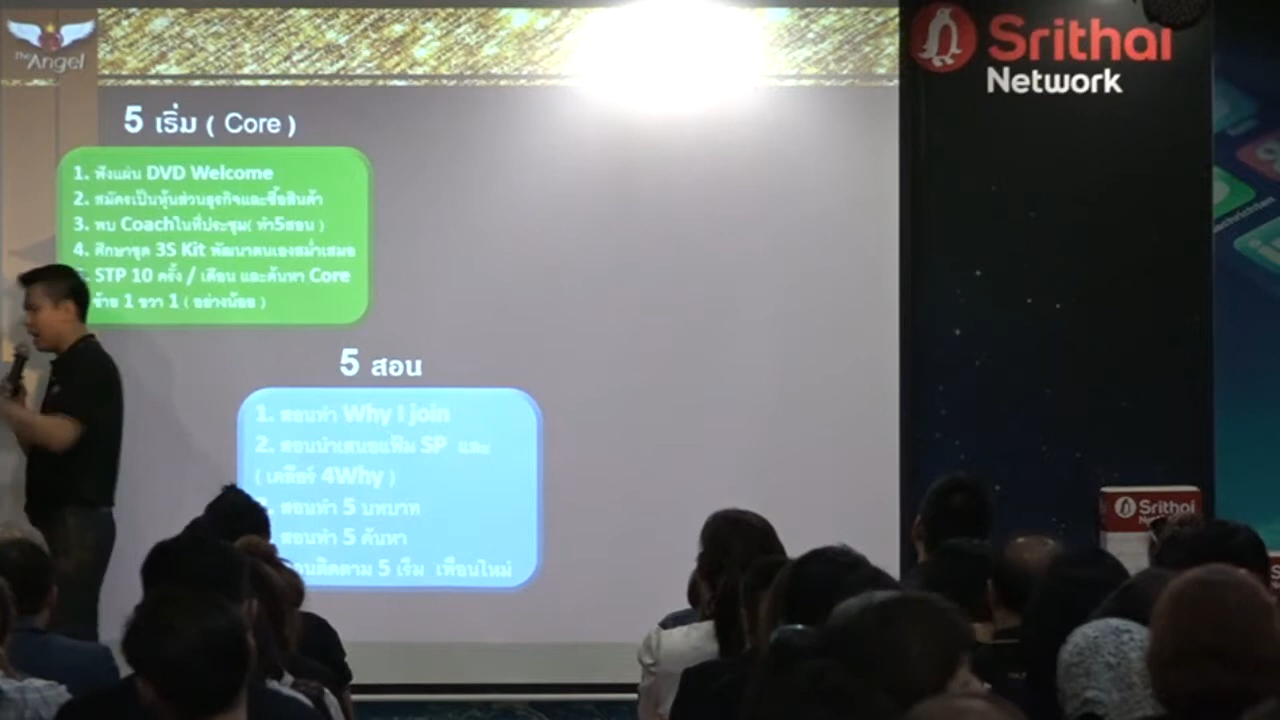 The Angel
Srithai
Network
5 เริ่ม ( Core )
1. ฟังแผ่น DVD Welcome
2. สมัครเป็นหุ้นส่วนธุรกิจและซื้อสินค้า
3. พบ Coachในที่ประชุม( ทำ5สอน )
4. ศึกษาชุด 3S Kit พัฒนาตนเองสม่ำเสมอ
STP 10 ครั้ง / เดือน และค้นหา Core
ซ้าย 1 ขวา 1 ( อย่างน้อย )
5 สอน
1. สอนทำ Why I join
2. สอนนำเสนอแฟ้ม SP และ
( เคลียร์ 4Why )
สอนทำ 5 บทบาท
สอนทำ 5 ค้นหา
ติดตาม 5 เริ่ม เพื่อนใหม่
Srithai